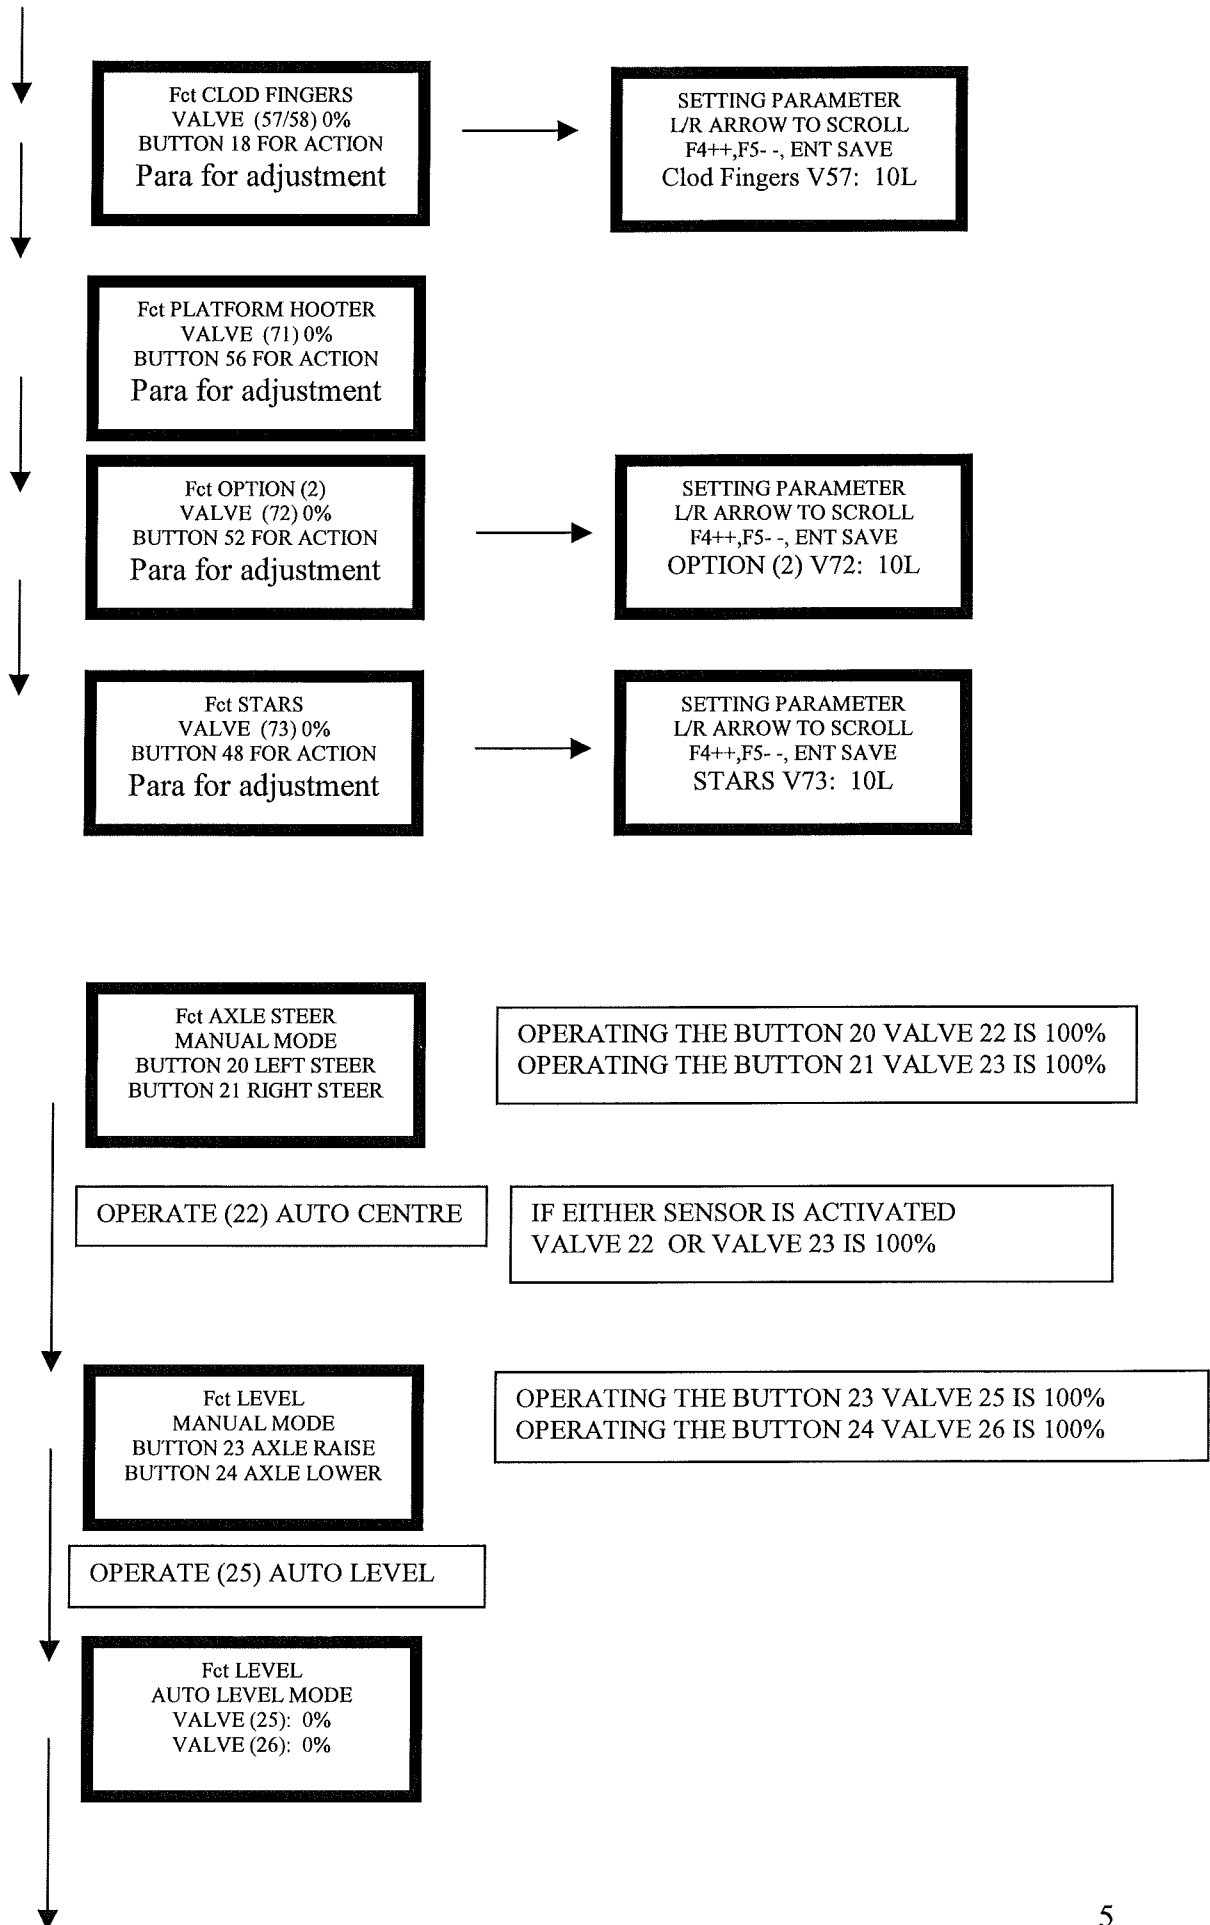 Fct CLOD FINGERS
VALVE (57/58) 0%
BUTTON 18 FOR ACTION
Para for adjustment
SETTING PARAMETER
L/R ARROW TO SCROLL
F4++,F5- -, ENT SAVE
Clod Fingers V57: 10L
Fct PLATFORM HOOTER
VALVE (71) 0%
BUTTON 56 FOR ACTION
Para for adjustment
Fct OPTION (2)
VALVE (72) 0%
BUTTON 52 FOR ACTION
Para for adjustment
SETTING PARAMETER
L/R ARROW TO SCROLL
F4++,F5- -, ENT SAVE
OPTION (2) V72: 10L
Fct STARS
VALVE (73) 0%
BUTTON 48 FOR ACTION
Para for adjustment
SETTING PARAMETER
L/R ARROW TO SCROLL
F4++,F5- -, ENT SAVE
STARS V73: 10L
Fct AXLE STEER
MANUAL MODE
BUTTON 20 LEFT STEER
BUTTON 21 RIGHT STEER
OPERATING THE BUTTON 20 VALVE 22 IS 100%
OPERATING THE BUTTON 21 VALVE 23 IS 100%
OPERATE (22) AUTO CENTRE
IF EITHER SENSOR IS ACTIVATED
VALVE 22 OR VALVE 23 IS 100%
Fct LEVEL
MANUAL MODE
BUTTON 23 AXLE RAISE
BUTTON 24 AXLE LOWER
OPERATING THE BUTTON 23 VALVE 25 IS 100%
OPERATING THE BUTTON 24 VALVE 26 IS 100%
OPERATE (25) AUTO LEVEL
Fct LEVEL
AUTO LEVEL MODE
VALVE (25): 0%
VALVE (26): 0%
5